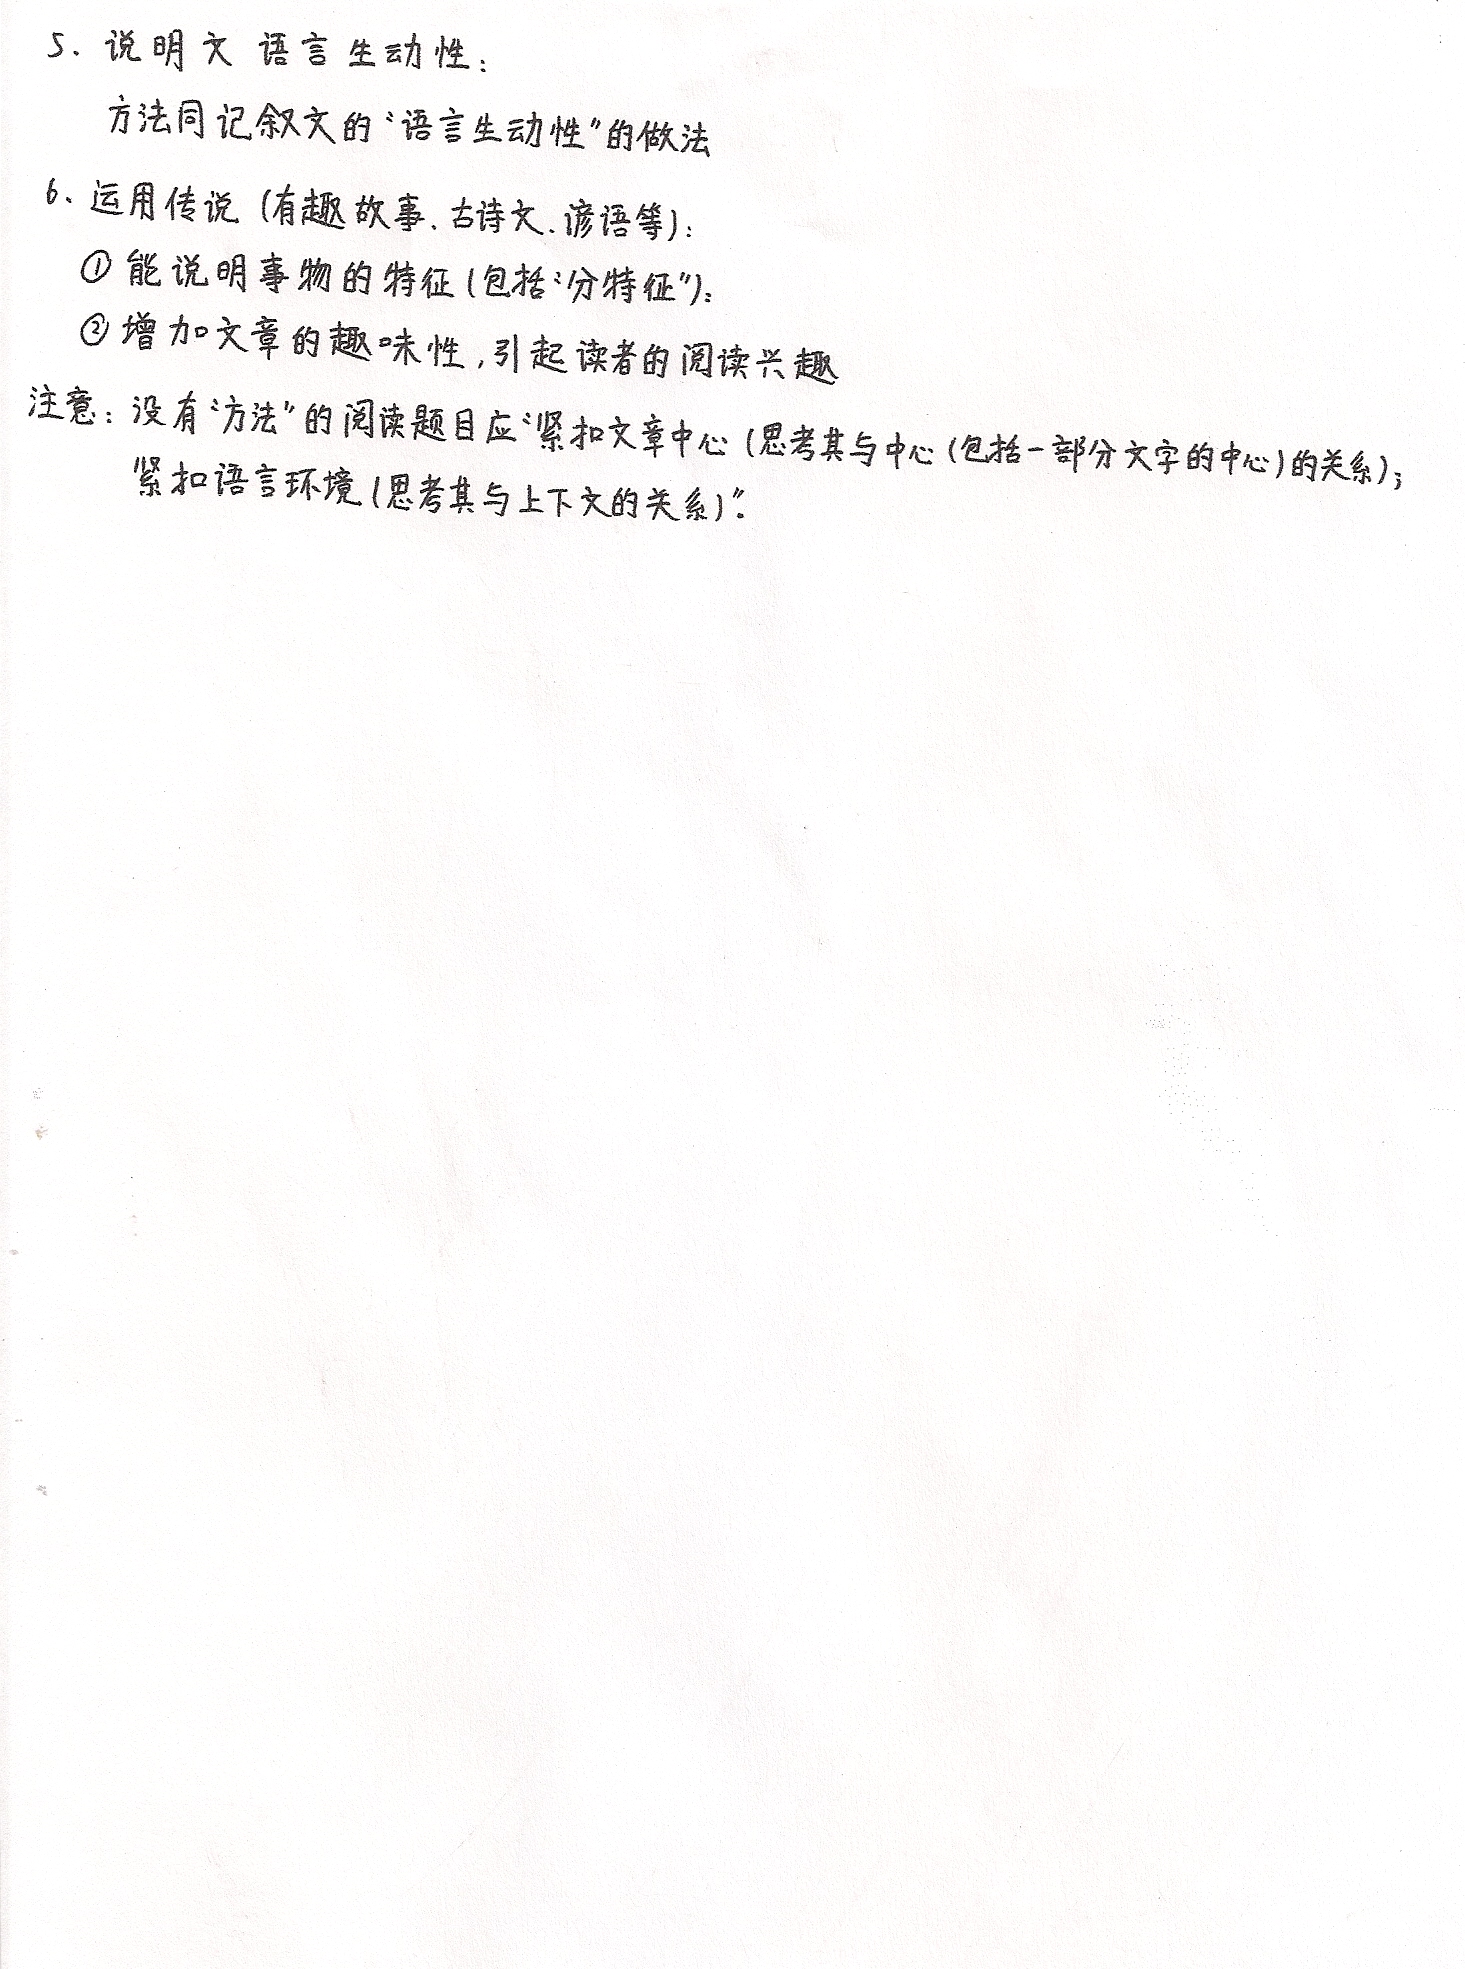 5. 说明文语言生动性：
方法同记叙文的“语言生动性”的做法
6、运用传说（有趣故事、古诗文、谚语等）：
① 能说明事物的特征（包括“分特征”）；
② 增加文章的趣味性，引起读者的阅读兴趣
注意：没有“方法”的阅读题目应“紧扣文章中心（思考其与中心（包括一部分文字的中心）的关系）；
紧扣语言环境（思考其与上下文的关系）”。